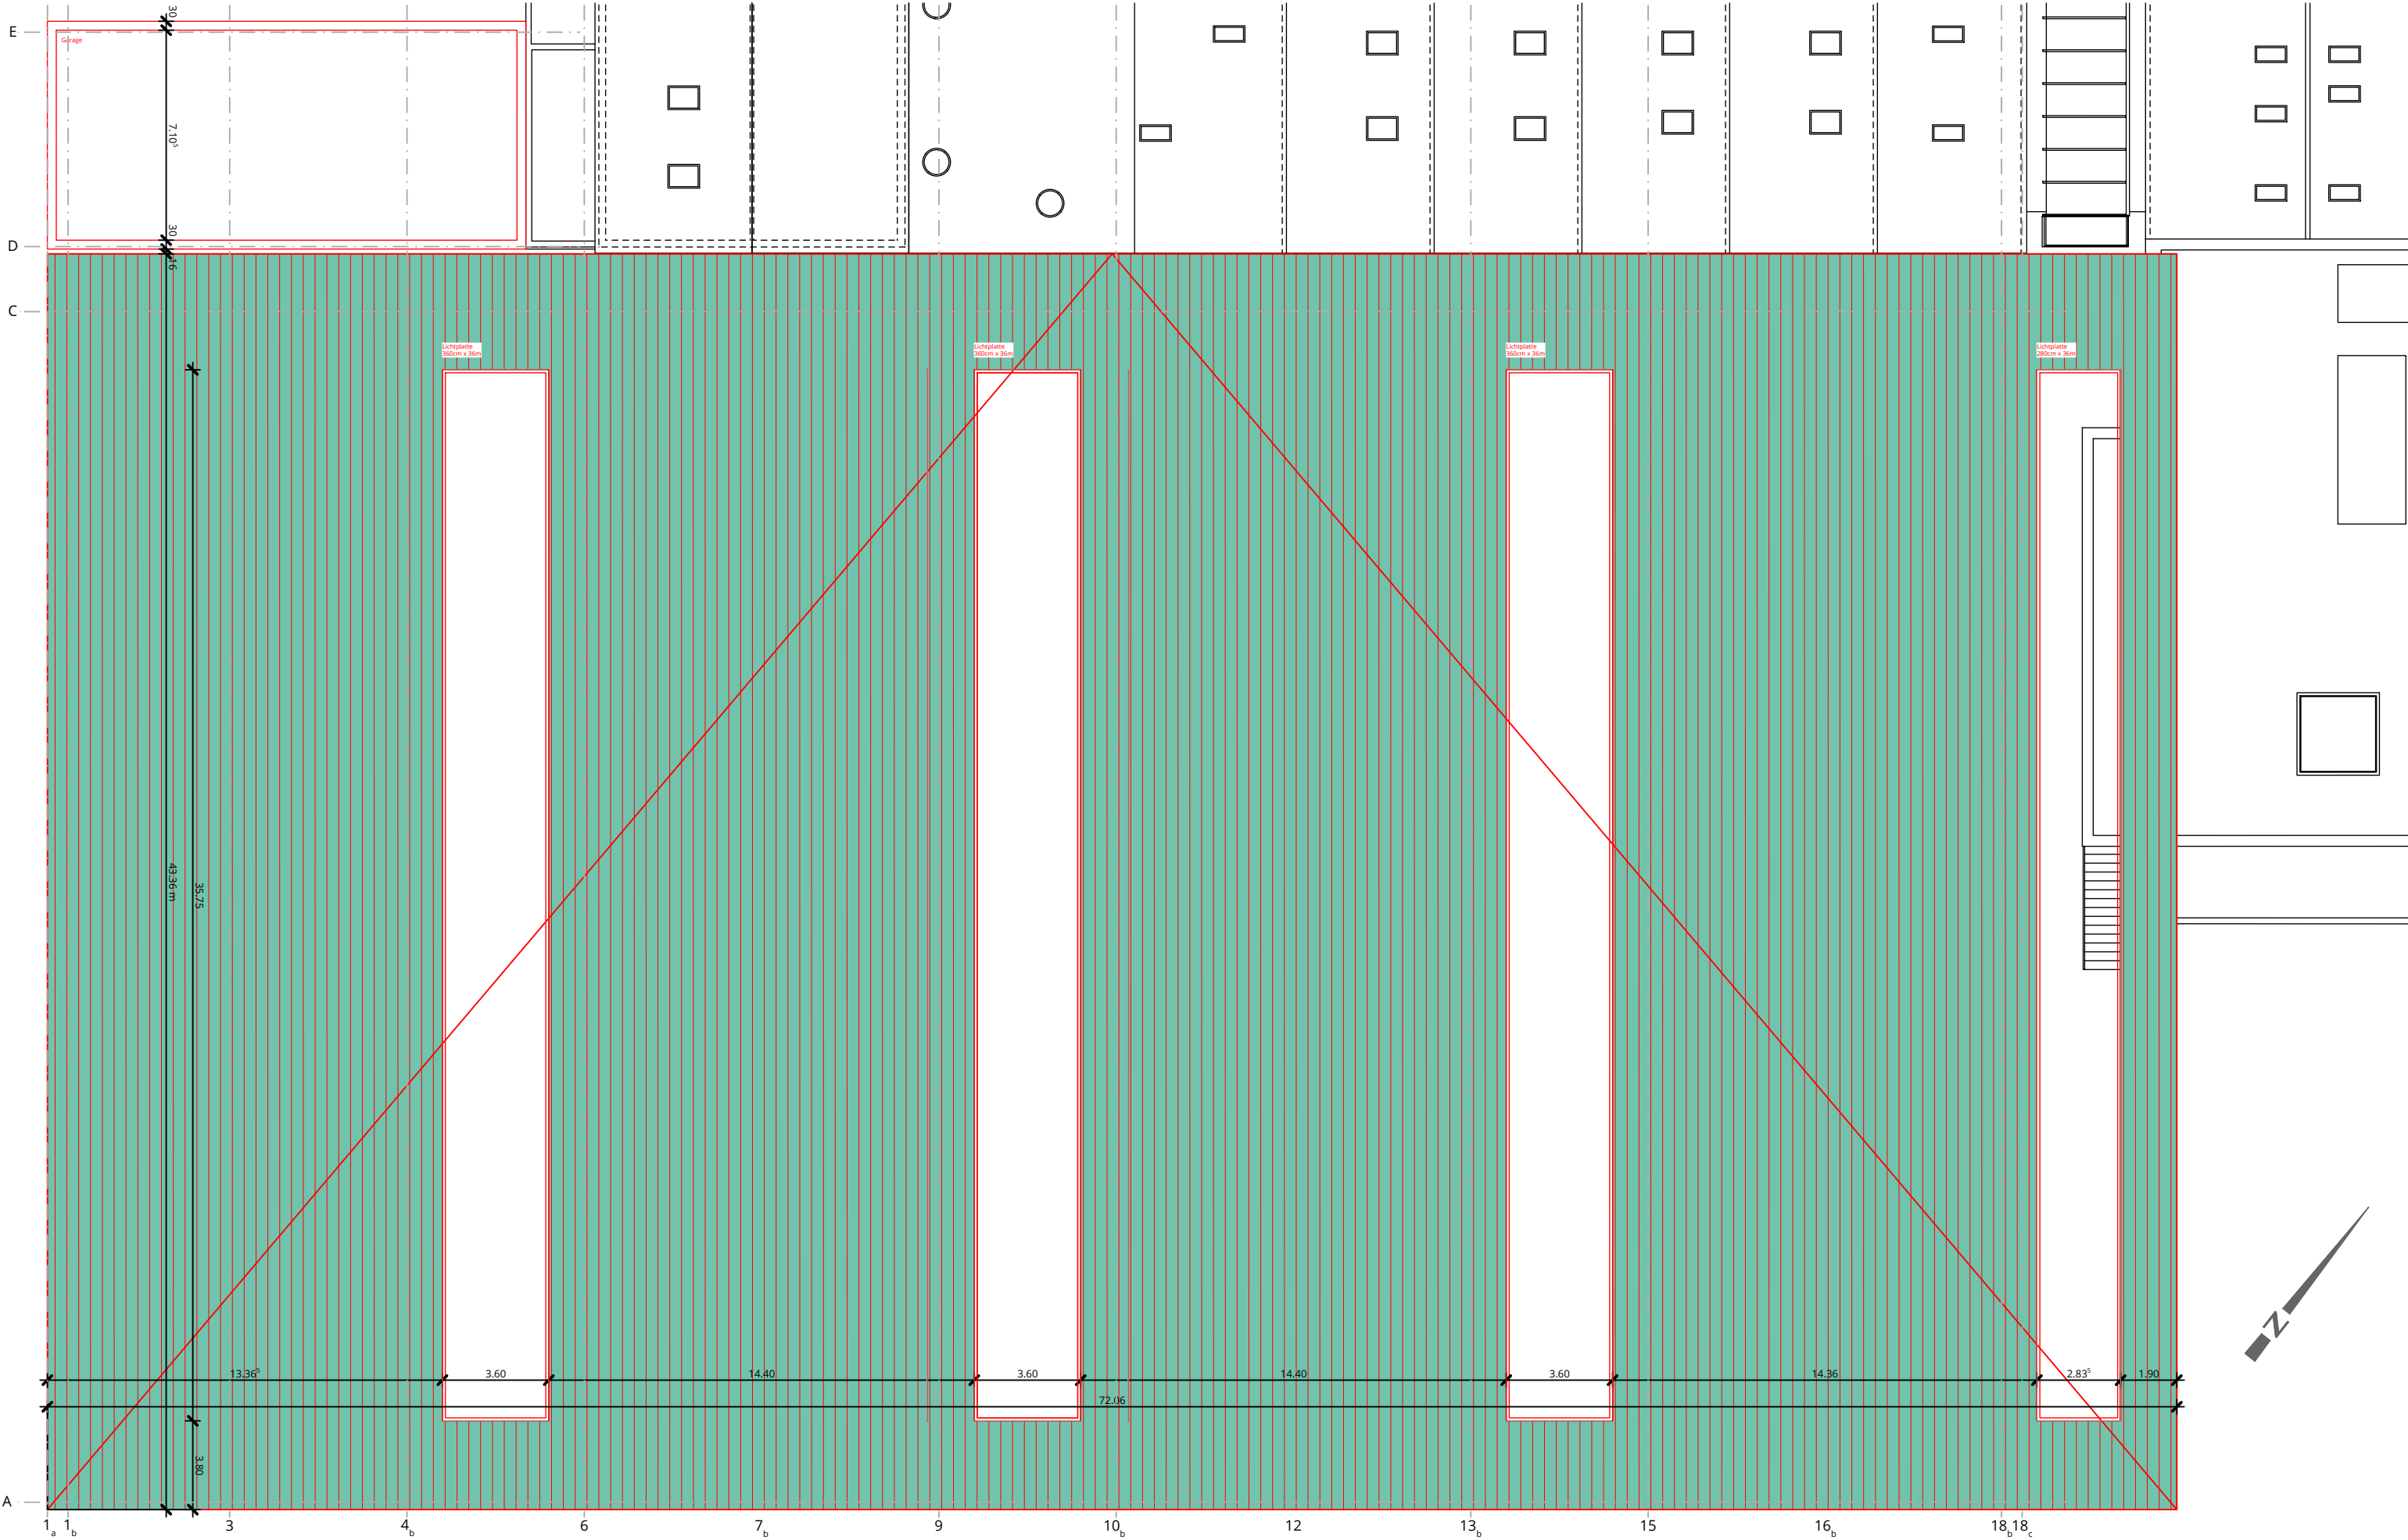 30
E
Garage
7.10⁵
30
D
16
C
Lichtplatte
360cm x 36m
Lichtplatte
360cm x 36m
Lichtplatte
360cm x 36m
Lichtplatte
280cm x 36m
43.36 m
35.75
N
13.36⁵
3.60
14.40
3.60
14.40
3.60
14.36
2.83⁵
1.90
72.06
3.80
A
1a 1b 3 4b 6 7b 9 10b 12 13b 15 16b 18b 18c